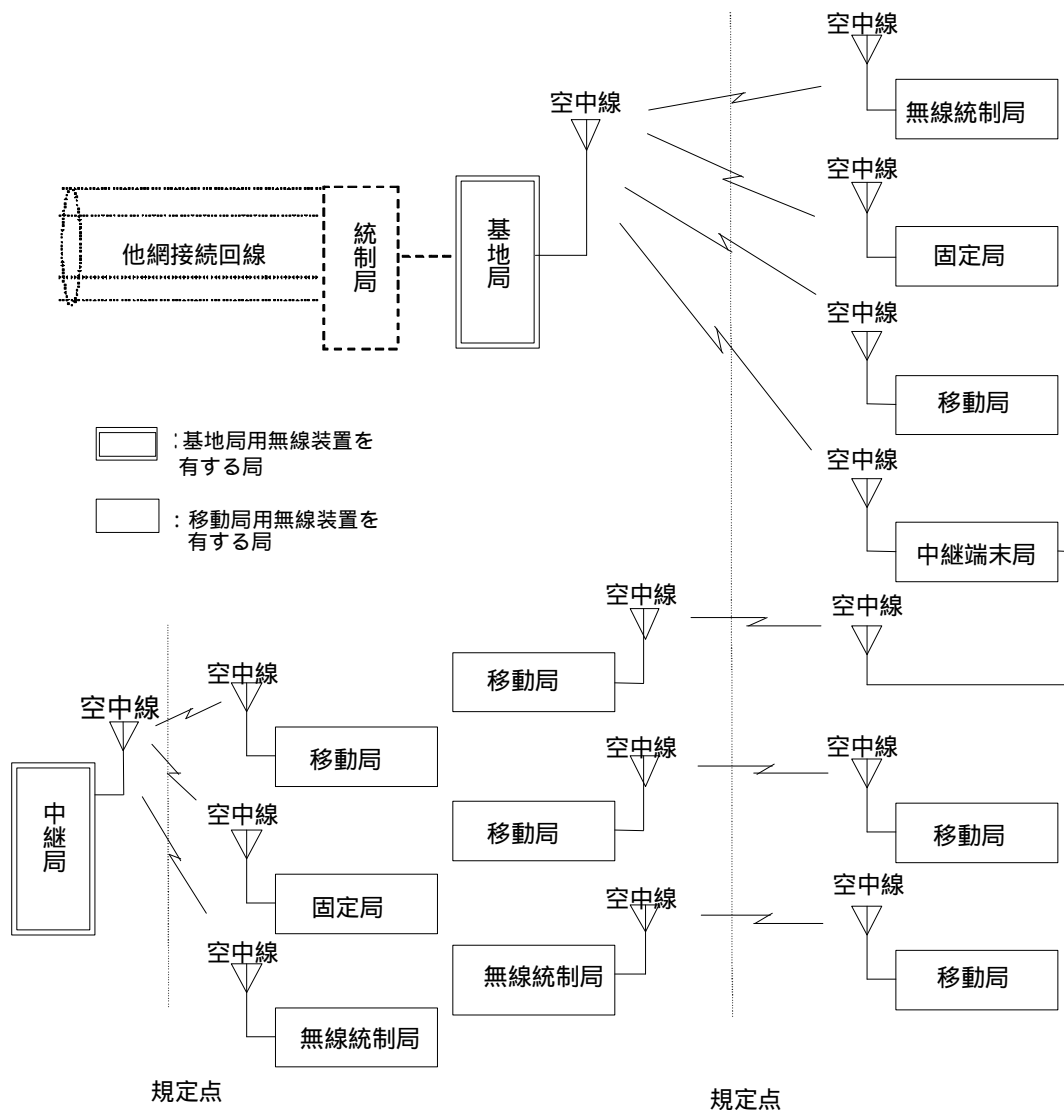 空中線
無線統制局
空中線
統制局
基地局
他網接続回線
空中線
固定局
空中線
移動局
:基地局用無線装置を
有する局
空中線
中継端末局
:移動局用無線装置を
有する局
空中線
移動局
空中線
空中線
移動局
空中線
中継局
空中線
移動局
空中線
移動局
空中線
固定局
空中線
無線統制局
空中線
移動局
空中線
無線統制局
規定点
規定点